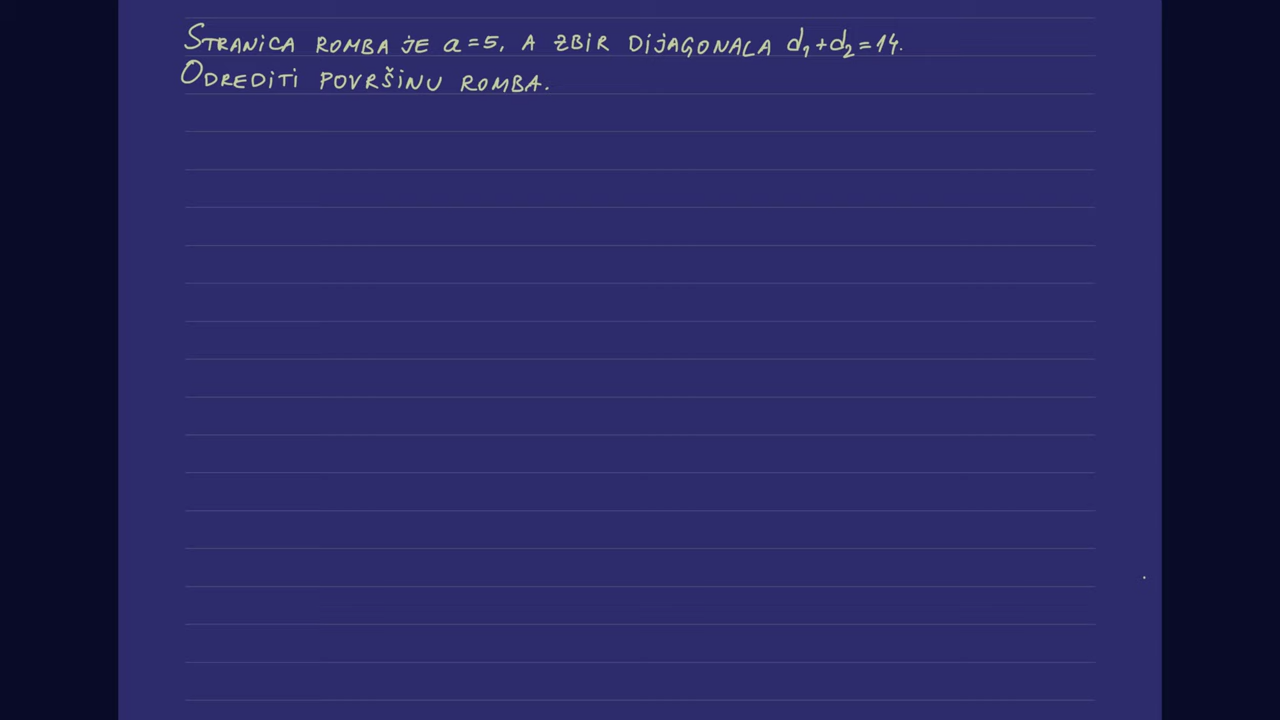 STRANICA ROMBA JE a=5, A ZBIR DIJAGONALA d₁+d₂=14.
ODREDITI POVRŠINU ROMBA.